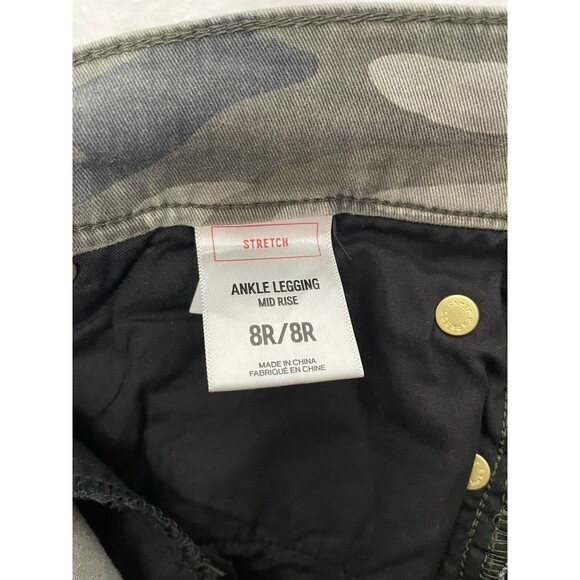 STRETCH
ANKLE LEGGING
MID RISE
8R/8R
MADE IN CHINA
FABRIQUÉ EN CHINE